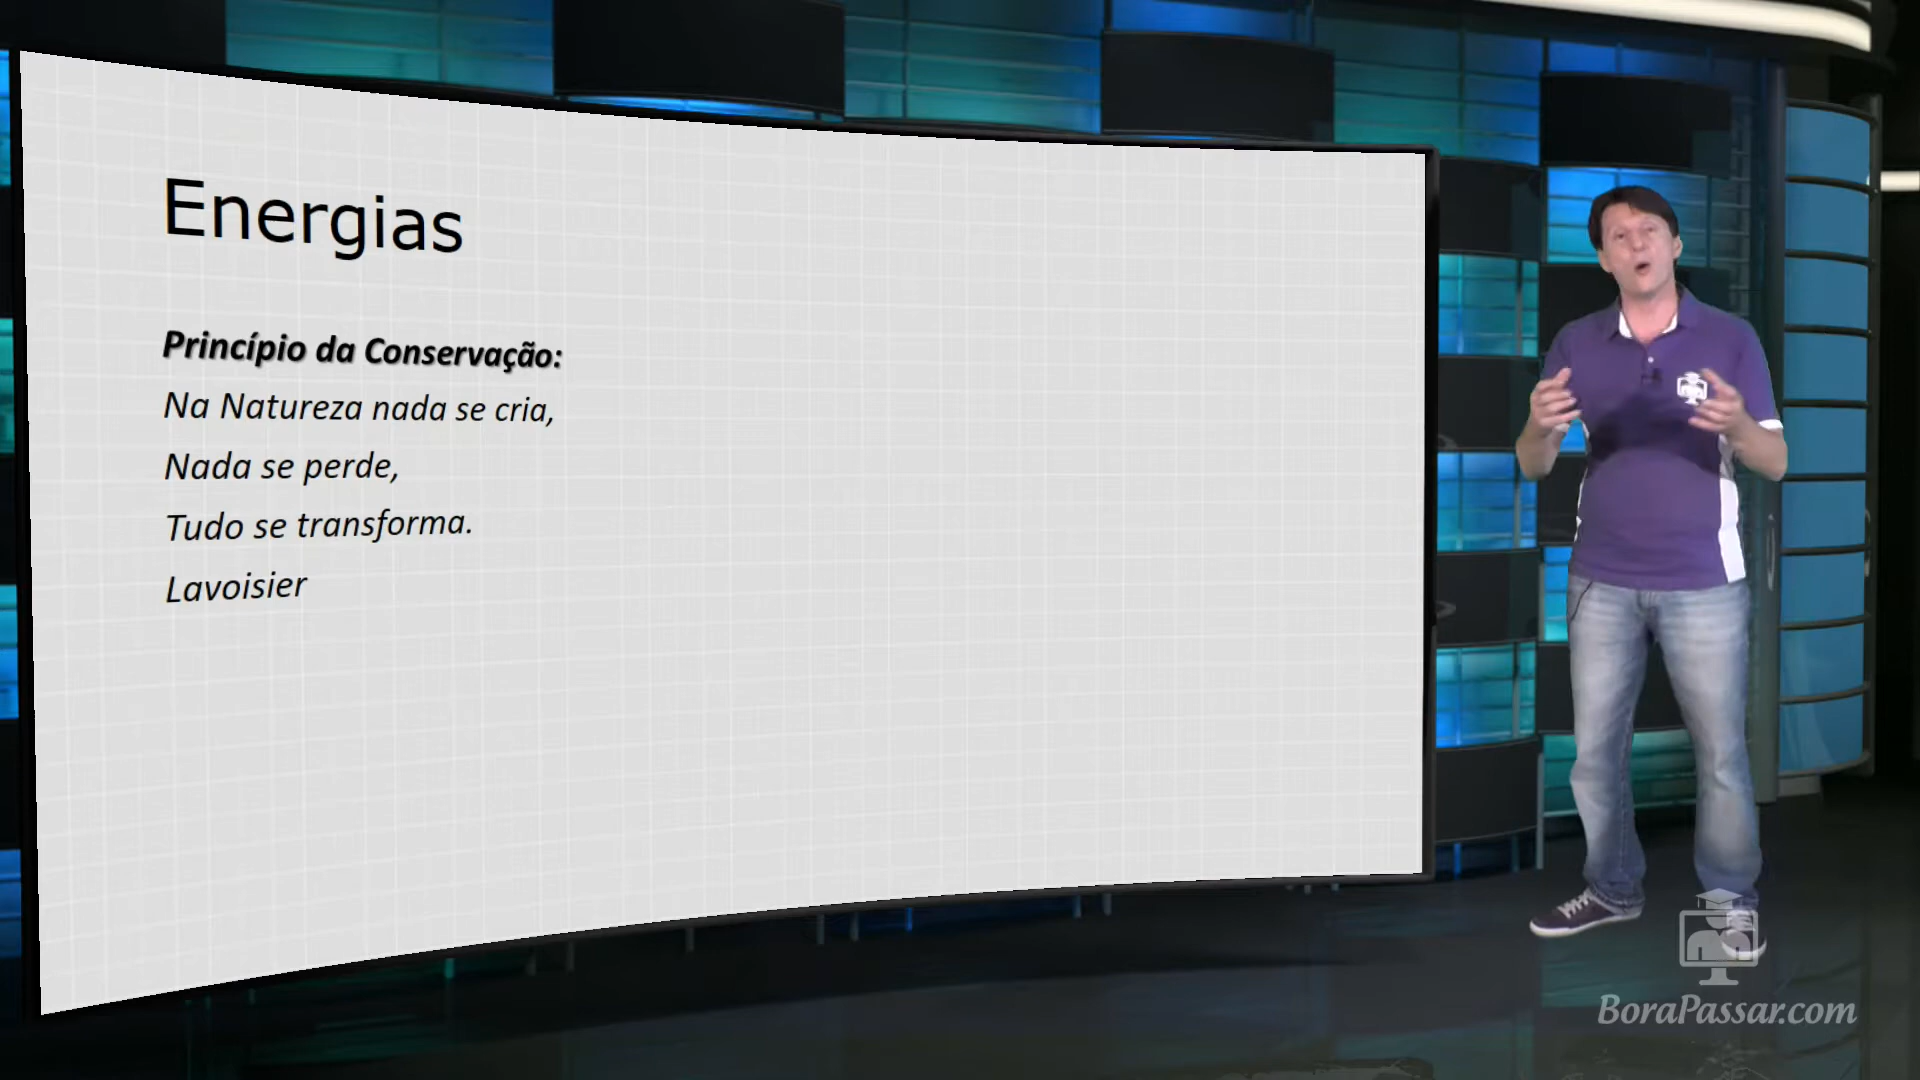 Energias
Princípio da Conservação:
Na Natureza nada se cria,
Nada se perde,
Tudo se transforma.
Lavoisier
BoraPassar.com